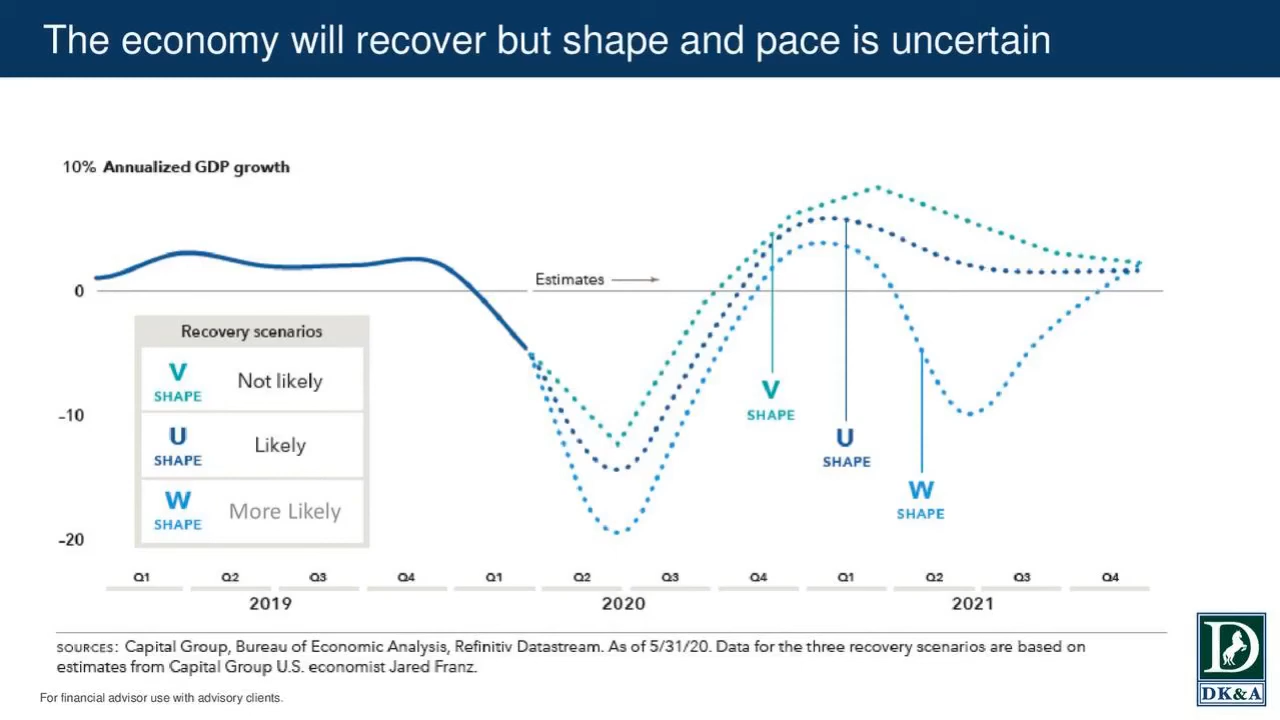 The economy will recover but shape and pace is uncertain
10% Annualized GDP growth
Estimates
0
-10
-20
Recovery scenarios
V
SHAPE
Not likely
U
SHAPE
Likely
W
SHAPE
More Likely
V
SHAPE
U
SHAPE
W
SHAPE
Q1 Q2 Q3 Q4 Q1 Q2 Q3 Q4 Q1 Q2 Q3 Q4
2019 2020 2021
SOURCES: Capital Group, Bureau of Economic Analysis, Refinitiv Datastream. As of 5/31/20. Data for the three recovery scenarios are based on
estimates from Capital Group U.S. economist Jared Franz.
For financial advisor use with advisory clients.
D
DK&A